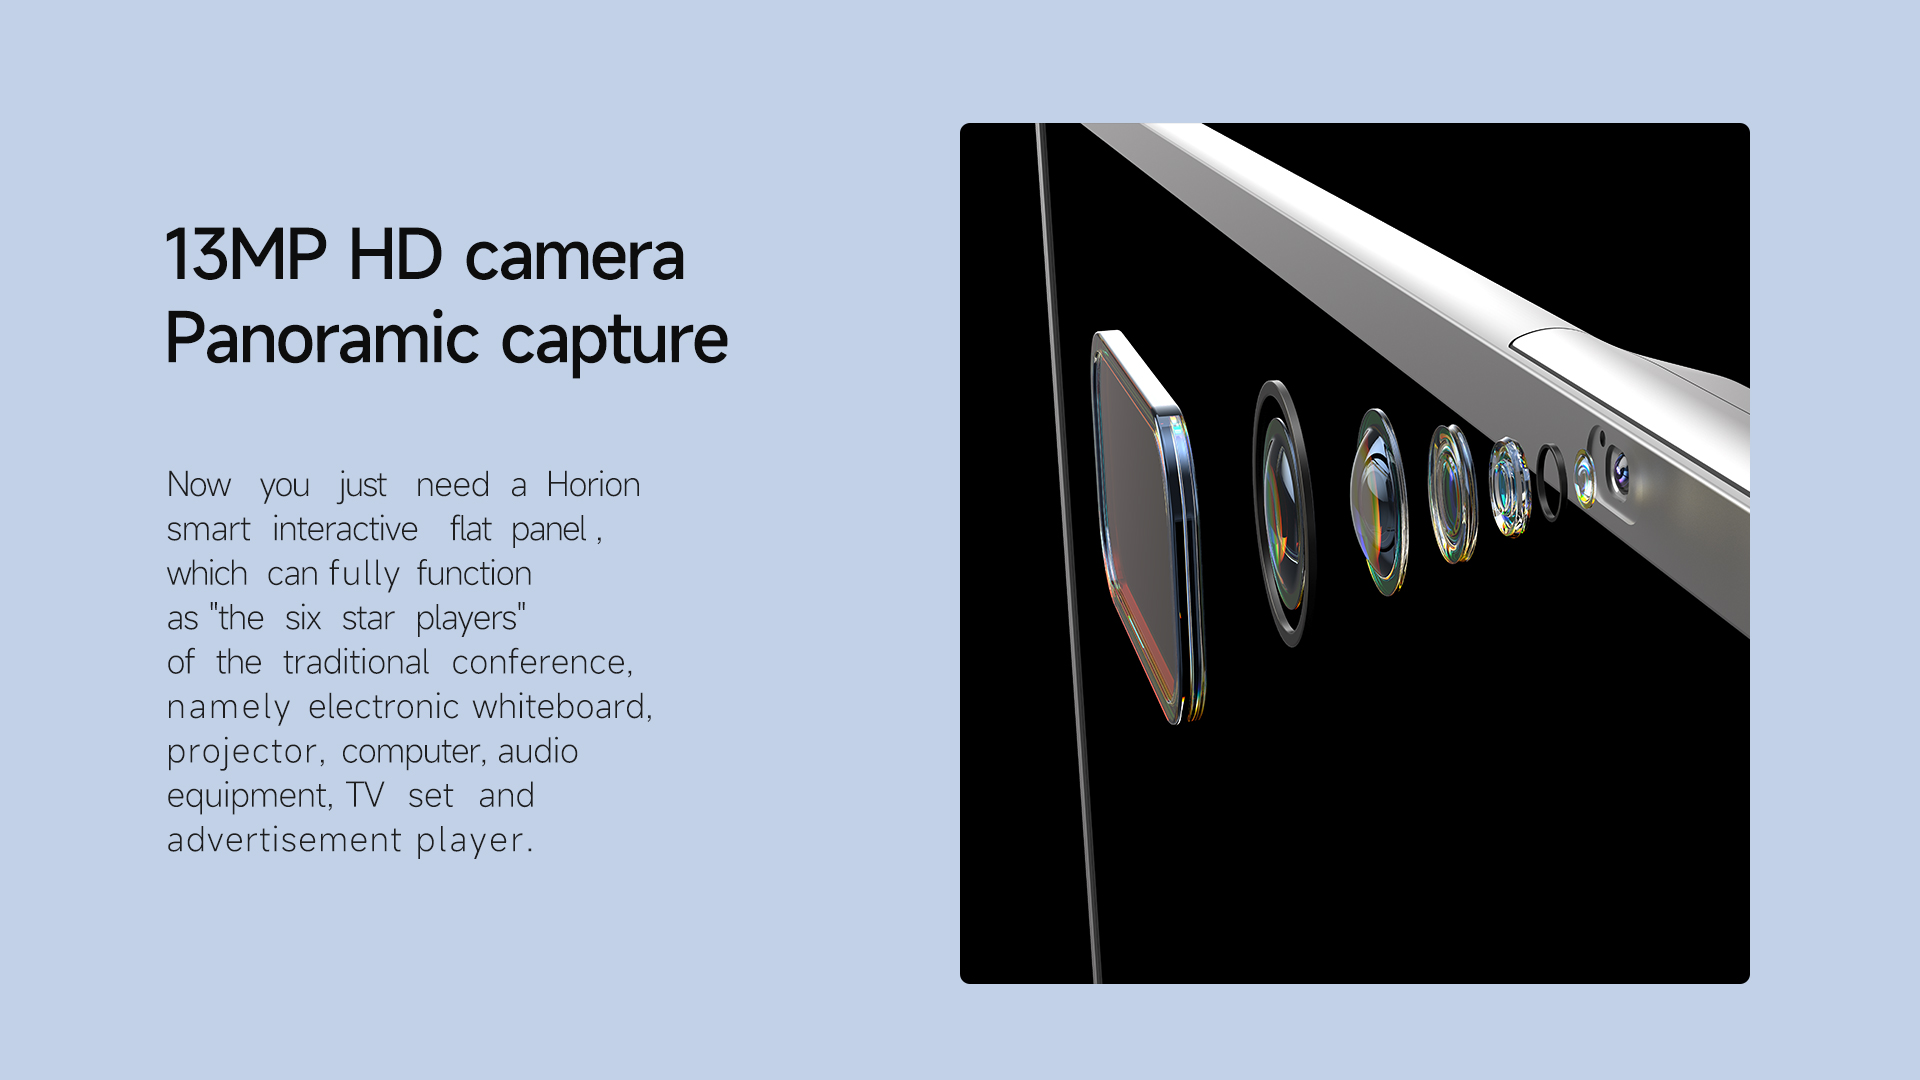 13MP HD camera
Panoramic capture
Now you just need a Horion
smart interactive flat panel ,
which can fully function
as "the six star players"
of the traditional conference,
namely electronic whiteboard,
projector, computer, audio
equipment, TV set and
advertisement player.